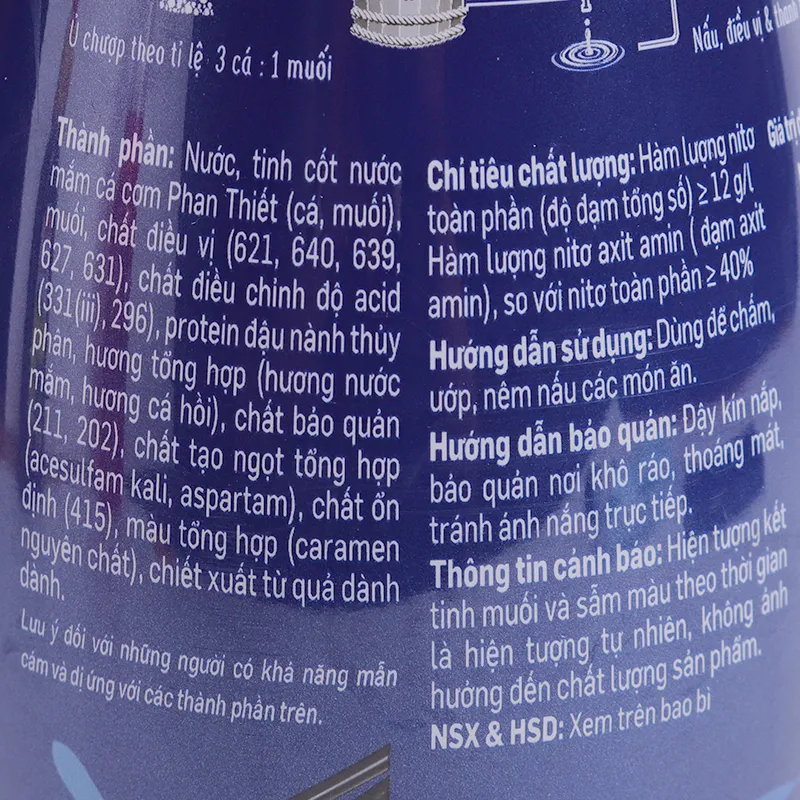 Ủ chượp theo tỉ lệ 3 cá : 1 muối
Nấu, điều vị & thanh
Thành phần: Nước, tinh cốt nước
mắm cá cơm Phan Thiết (cá, muối),
muối, chất điều vị (621, 640, 639,
627, 631), chất điều chỉnh độ acid
(331(iii), 296), protein đậu nành thủy
phân, hương tổng hợp (hương nước
mắm, hương cá hồi), chất bảo quản
(211, 202), chất tạo ngọt tổng hợp
(acesulfam kali, aspartam), chất ổn
định (415), màu tổng hợp (caramen
nguyên chất), chiết xuất từ quả dành
dành.
Lưu ý đối với những người có khả năng mẫn
cảm và dị ứng với các thành phần trên.
Chỉ tiêu chất lượng: Hàm lượng nitơ
toàn phần (độ đạm tổng số) ≥ 12 g/l
Hàm lượng nitơ axit amin ( đạm axit
amin), so với nitơ toàn phần ≥ 40%
Hướng dẫn sử dụng: Dùng để chấm,
ướp, nêm nấu các món ăn.
Hướng dẫn bảo quản: Đậy kín nắp,
bảo quản nơi khô ráo, thoáng mát,
tránh ánh nắng trực tiếp.
Thông tin cảnh báo: Hiện tượng kết
tinh muối và sẫm màu theo thời gian
là hiện tượng tự nhiên, không ảnh
hưởng đến chất lượng sản phẩm.
NSX & HSD: Xem trên bao bì
Giá trị